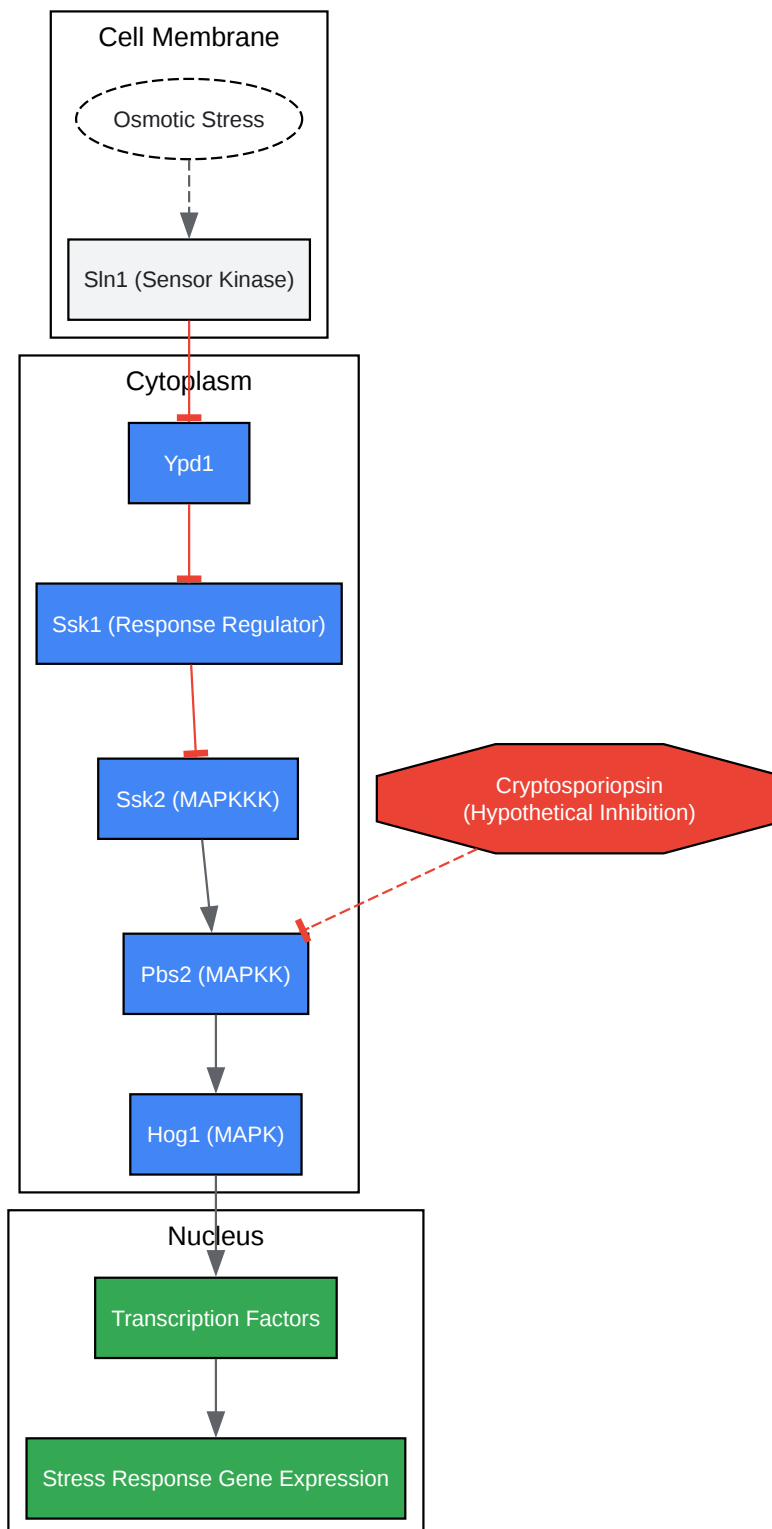 Cell Membrane
Osmotic Stress
Sln1 (Sensor Kinase)
Cytoplasm
Ypd1
Ssk1 (Response Regulator)
Ssk2 (MAPKKK)
Cryptosporiopsin
(Hypothetical Inhibition)
Pbs2 (MAPKK)
Hog1 (MAPK)
Nucleus
Transcription Factors
Stress Response Gene Expression